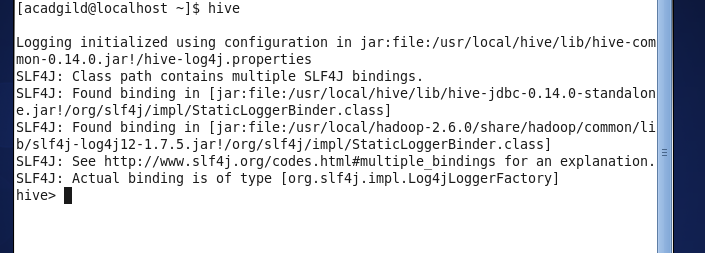 [acadgild@localhost ~]$ hive
Logging initialized using configuration in jar:file:/usr/local/hive/lib/hive-com
mon-0.14.0.jar!/hive-log4j.properties
SLF4J: Class path contains multiple SLF4J bindings.
SLF4J: Found binding in [jar:file:/usr/local/hive/lib/hive-jdbc-0.14.0-standalon
e.jar!/org/slf4j/impl/StaticLoggerBinder.class]
SLF4J: Found binding in [jar:file:/usr/local/hadoop-2.6.0/share/hadoop/common/li
b/slf4j-log4j12-1.7.5.jar!/org/slf4j/impl/StaticLoggerBinder.class]
SLF4J: See http://www.slf4j.org/codes.html#multiple_bindings for an explanation.
SLF4J: Actual binding is of type [org.slf4j.impl.Log4jLoggerFactory]
hive>